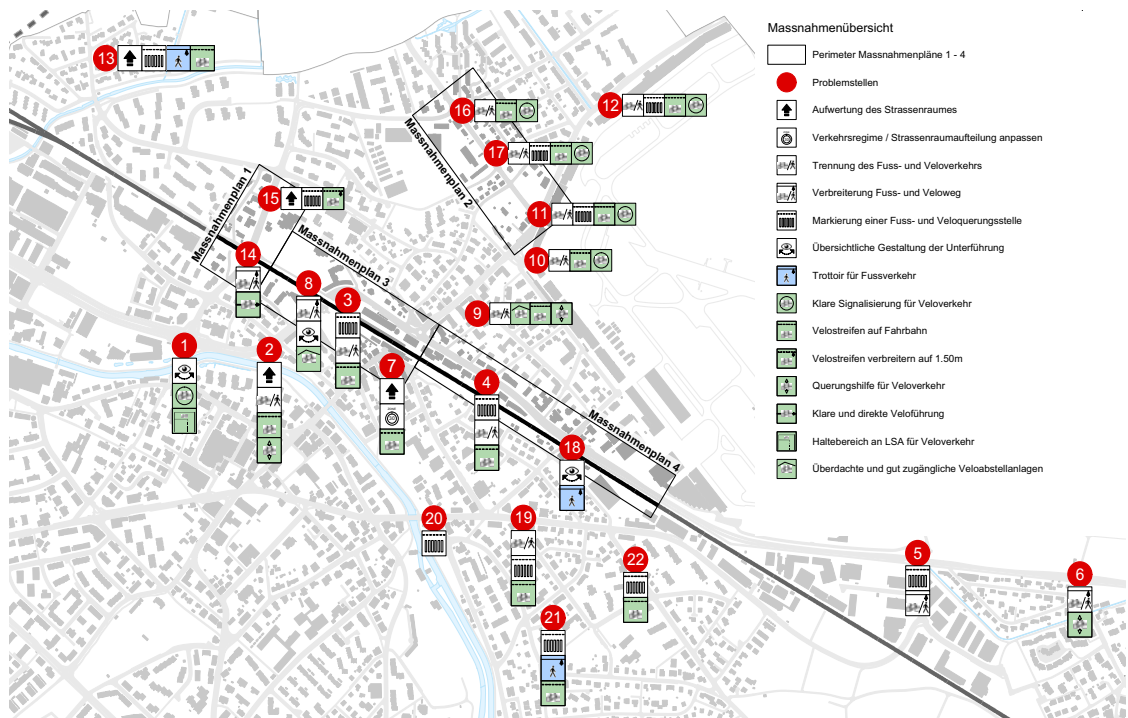 Massnahmenübersicht
Perimeter Massnahmenpläne 1 - 4
Problemstellen
Aufwertung des Strassenraumes
Verkehrsregime / Strassenraumaufteilung anpassen
Trennung des Fuss- und Veloverkehrs
Verbreiterung Fuss- und Veloweg
Markierung einer Fuss- und Veloquerungsstelle
Übersichtliche Gestaltung der Unterführung
Trottoir für Fussverkehr
Klare Signalisierung für Veloverkehr
Velostreifen auf Fahrbahn
Velostreifen verbreitern auf 1.50m
Querungshilfe für Veloverkehr
Klare und direkte Veloführung
Haltebereich an LSA für Veloverkehr
Überdachte und gut zugängliche Veloabstellanlagen
13
16
12
17
Massnahmenplan 2
Massnahmenplan 1
15
11
Massnahmenplan 3
14
10
8
3
9
1
2
7
4
Massnahmenplan 4
18
20
19
22
5
6
21